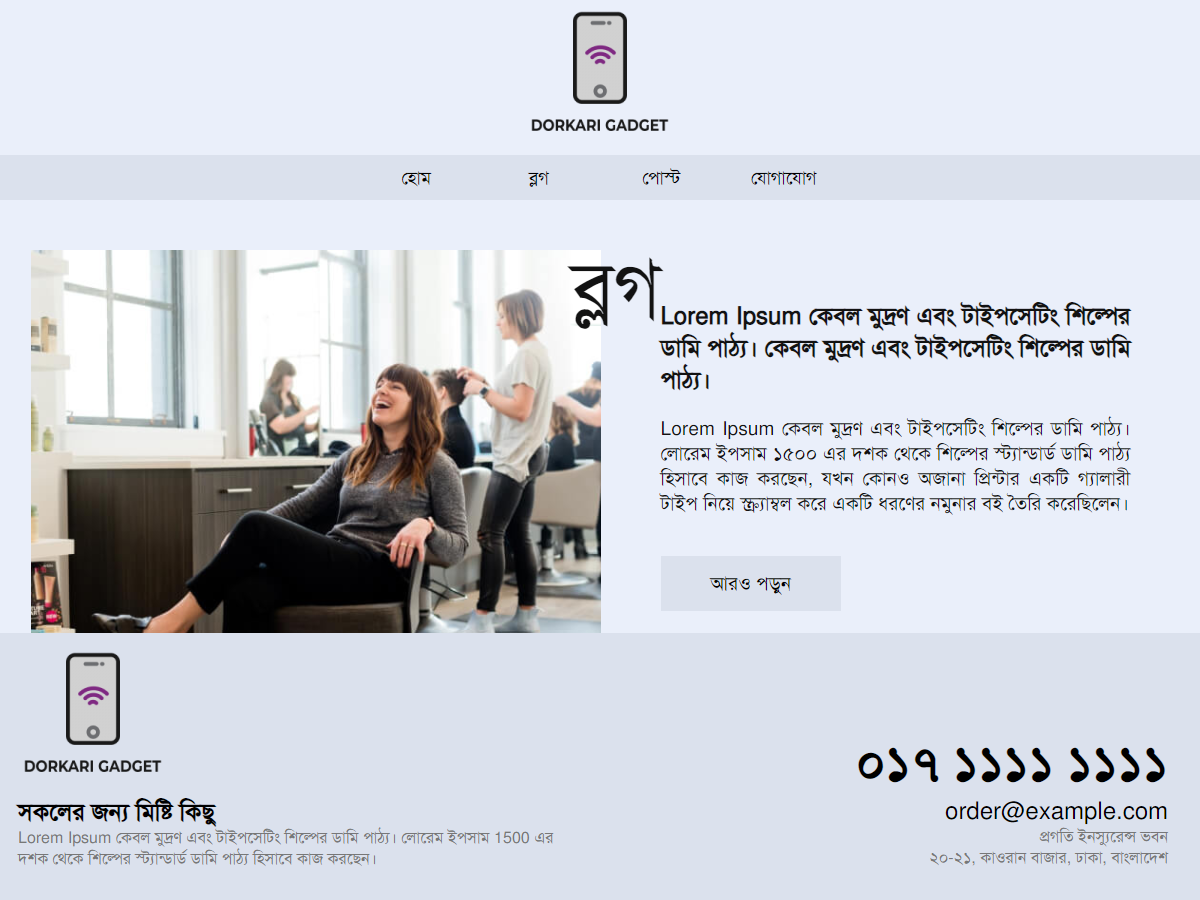 DORKARI GADGET
হোম
ব্লগ
পোস্ট
যোগাযোগ
ব্লগ
Lorem Ipsum কেবল মুদ্রণ এবং টাইপসেটিং শিল্পের
ডামি পাঠ্য। কেবল মুদ্রণ এবং টাইপসেটিং শিল্পের ডামি
পাঠ্য।
Lorem Ipsum কেবল মুদ্রণ এবং টাইপসেটিং শিল্পের ডামি পাঠ্য।
লোরেম ইপসাম ১৫০০ এর দশক থেকে শিল্পের স্ট্যান্ডার্ড ডামি পাঠ্য
হিসাবে কাজ করছেন, যখন কোনও অজানা প্রিন্টার একটি গ্যালারী
টাইপ নিয়ে স্ক্র্যাম্বল করে একটি ধরণের নমুনার বই তৈরি করেছিলেন।
আরও পড়ুন
DORKARI GADGET
সকলের জন্য মিষ্টি কিছু
Lorem Ipsum কেবল মুদ্রণ এবং টাইপসেটিং শিল্পের ডামি পাঠ্য। লোরেম ইপসাম 1500 এর
দশক থেকে শিল্পের স্ট্যান্ডার্ড ডামি পাঠ্য হিসাবে কাজ করছেন।
০১৭ ১১১১ ১১১১
order@example.com
প্রগতি ইনস্যুরেন্স ভবন
২০-২১, কাওরান বাজার, ঢাকা, বাংলাদেশ